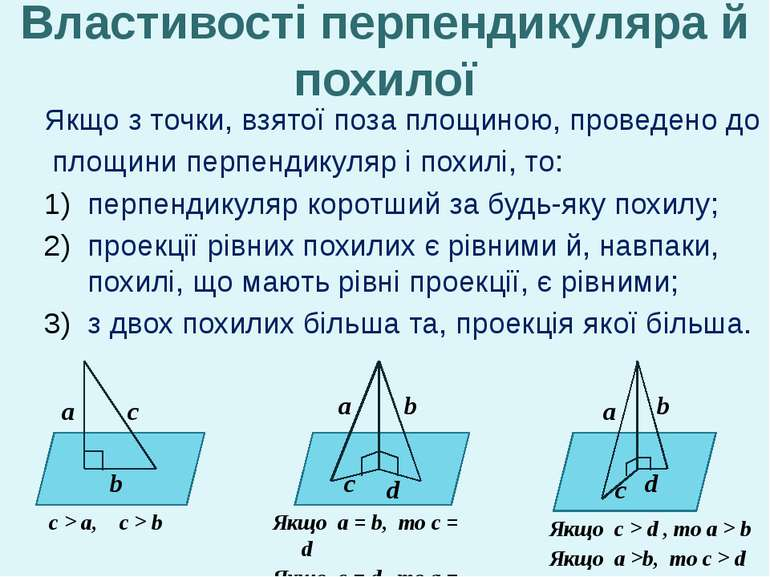 Властивості перпендикуляра й
похилої
Якщо з точки, взятої поза площиною, проведено до
площини перпендикуляр і похилі, то:
1) перпендикуляр коротший за будь-яку похилу;
2) проекції рівних похилих є рівними й, навпаки,
похилі, що мають рівні проекції, є рівними;
3) з двох похилих більша та, проекція якої більша.
a c
b
c > a, c > b
a b
c d
Якщо a = b, то c =
d
Якщо c = d, то a =
a b
c d
Якщо c > d , то a > b
Якщо a >b, то c > d